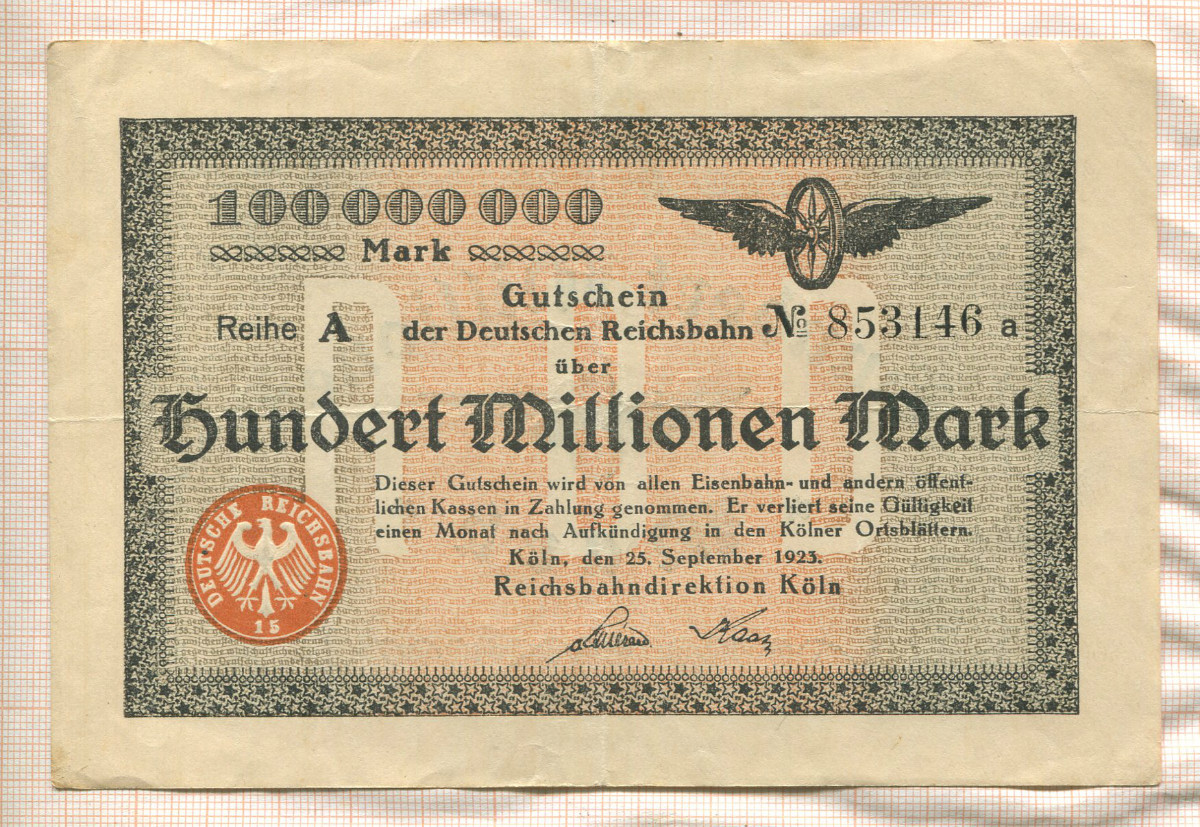 100 000 000
Mark
Gutschein
Reihe A der Deutschen Reichsbahn No 853146 a
über
Hundert Millionen Mark
Dieser Gutschein wird von allen Eisenbahn- und andern öffent-
lichen Kassen in Zahlung genommen. Er verliert seine Gültigkeit
einen Monat nach Aufkündigung in den Kölner Ortsblättern.
Köln, den 25. September 1923.
Reichsbahndirektion Köln
DEUTSCHE REICHSBAHN
15